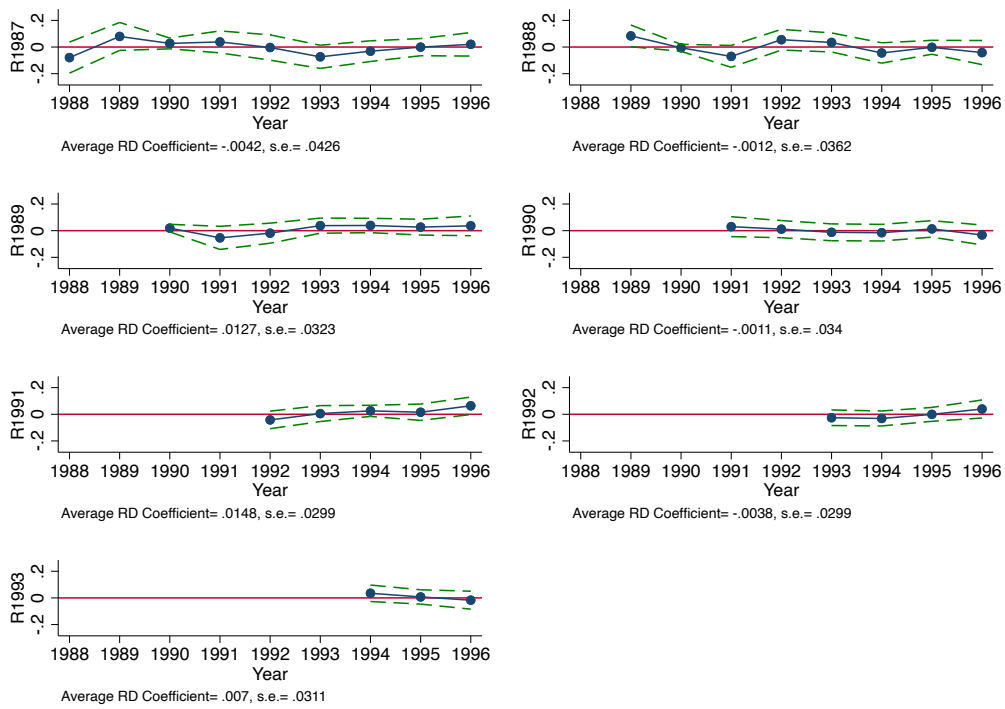 R1987
.2
0
-.2
1988 1989 1990 1991 1992 1993 1994 1995 1996
Year
Average RD Coefficient= -.0042, s.e.= .0426
R1988
.2
0
-.2
1988 1989 1990 1991 1992 1993 1994 1995 1996
Year
Average RD Coefficient= -.0012, s.e.= .0362
R1989
.2
0
-.2
1988 1989 1990 1991 1992 1993 1994 1995 1996
Year
Average RD Coefficient= .0127, s.e.= .0323
R1990
.2
0
-.2
1988 1989 1990 1991 1992 1993 1994 1995 1996
Year
Average RD Coefficient= -.0011, s.e.= .034
R1991
.2
0
-.2
1988 1989 1990 1991 1992 1993 1994 1995 1996
Year
Average RD Coefficient= .0148, s.e.= .0299
R1992
.2
0
-.2
1988 1989 1990 1991 1992 1993 1994 1995 1996
Year
Average RD Coefficient= -.0038, s.e.= .0299
R1993
.2
0
-.2
1988 1989 1990 1991 1992 1993 1994 1995 1996
Year
Average RD Coefficient= .007, s.e.= .0311